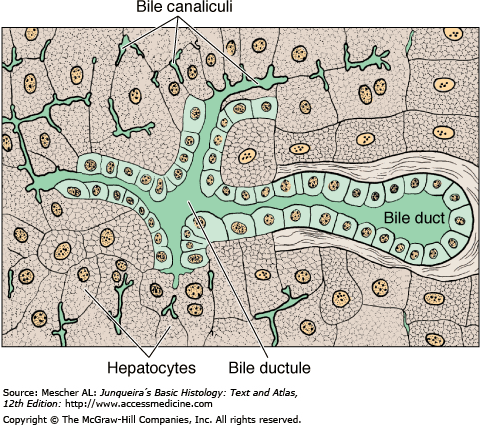 Bile canaliculi
Bile duct
Hepatocytes
Bile ductule
Source: Mescher AL: Junqueira´s Basic Histology: Text and Atlas,
12th Edition: http://www.accessmedicine.com
Copyright © The McGraw-Hill Companies, Inc. All rights reserved.